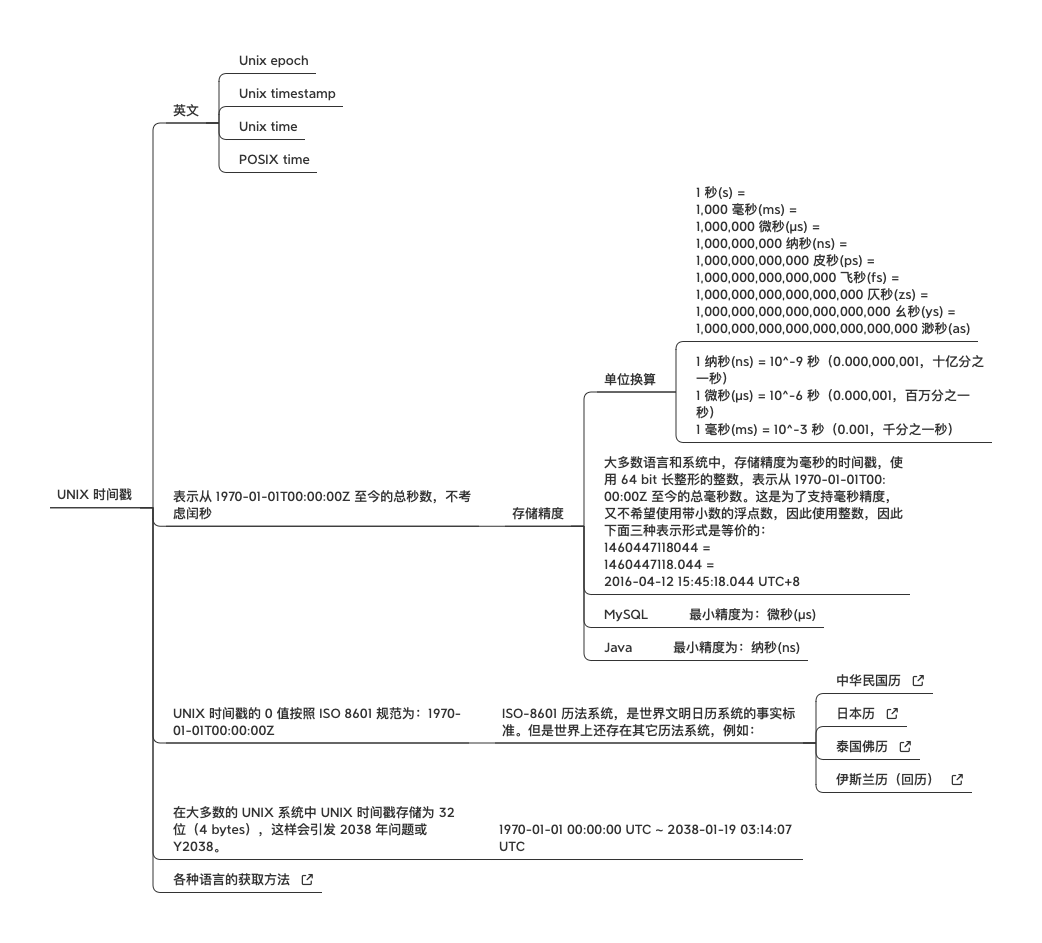 UNIX 时间戳
英文
Unix epoch
Unix timestamp
Unix time
POSIX time
表示从 1970-01-01T00:00:00Z 至今的总秒数，不考
虑闰秒
存储精度
单位换算
1 秒(s) =
1,000 毫秒(ms) =
1,000,000 微秒(μs) =
1,000,000,000 纳秒(ns) =
1,000,000,000,000 皮秒(ps) =
1,000,000,000,000,000 飞秒(fs) =
1,000,000,000,000,000,000 仄秒(zs) =
1,000,000,000,000,000,000,000 幺秒(ys) =
1,000,000,000,000,000,000,000,000 渺秒(as)
1 纳秒(ns) = 10^-9 秒（0.000,000,001，十亿分之
一秒）
1 微秒(μs) = 10^-6 秒（0.000,001，百万分之一
秒）
1 毫秒(ms) = 10^-3 秒（0.001，千分之一秒）
大多数语言和系统中，存储精度为毫秒的时间戳，使
用 64 bit 长整形的整数，表示从 1970-01-01T00:
00:00Z 至今的总毫秒数。这是为了支持毫秒精度，
又不希望使用带小数的浮点数，因此使用整数，因此
下面三种表示形式是等价的：
1460447118044 =
1460447118.044 =
2016-04-12 15:45:18.044 UTC+8
MySQL
最小精度为：微秒(μs)
Java
最小精度为：纳秒(ns)
UNIX 时间戳的 0 值按照 ISO 8601 规范为：1970-
01-01T00:00:00Z
ISO-8601 历法系统，是世界文明日历系统的事实标
准。但是世界上还存在其它历法系统，例如：
中华民国历
日本历
泰国佛历
伊斯兰历（回历）
在大多数的 UNIX 系统中 UNIX 时间戳存储为 32
位（4 bytes），这样会引发 2038 年问题或
Y2038。
1970-01-01 00:00:00 UTC ~ 2038-01-19 03:14:07
UTC
各种语言的获取方法